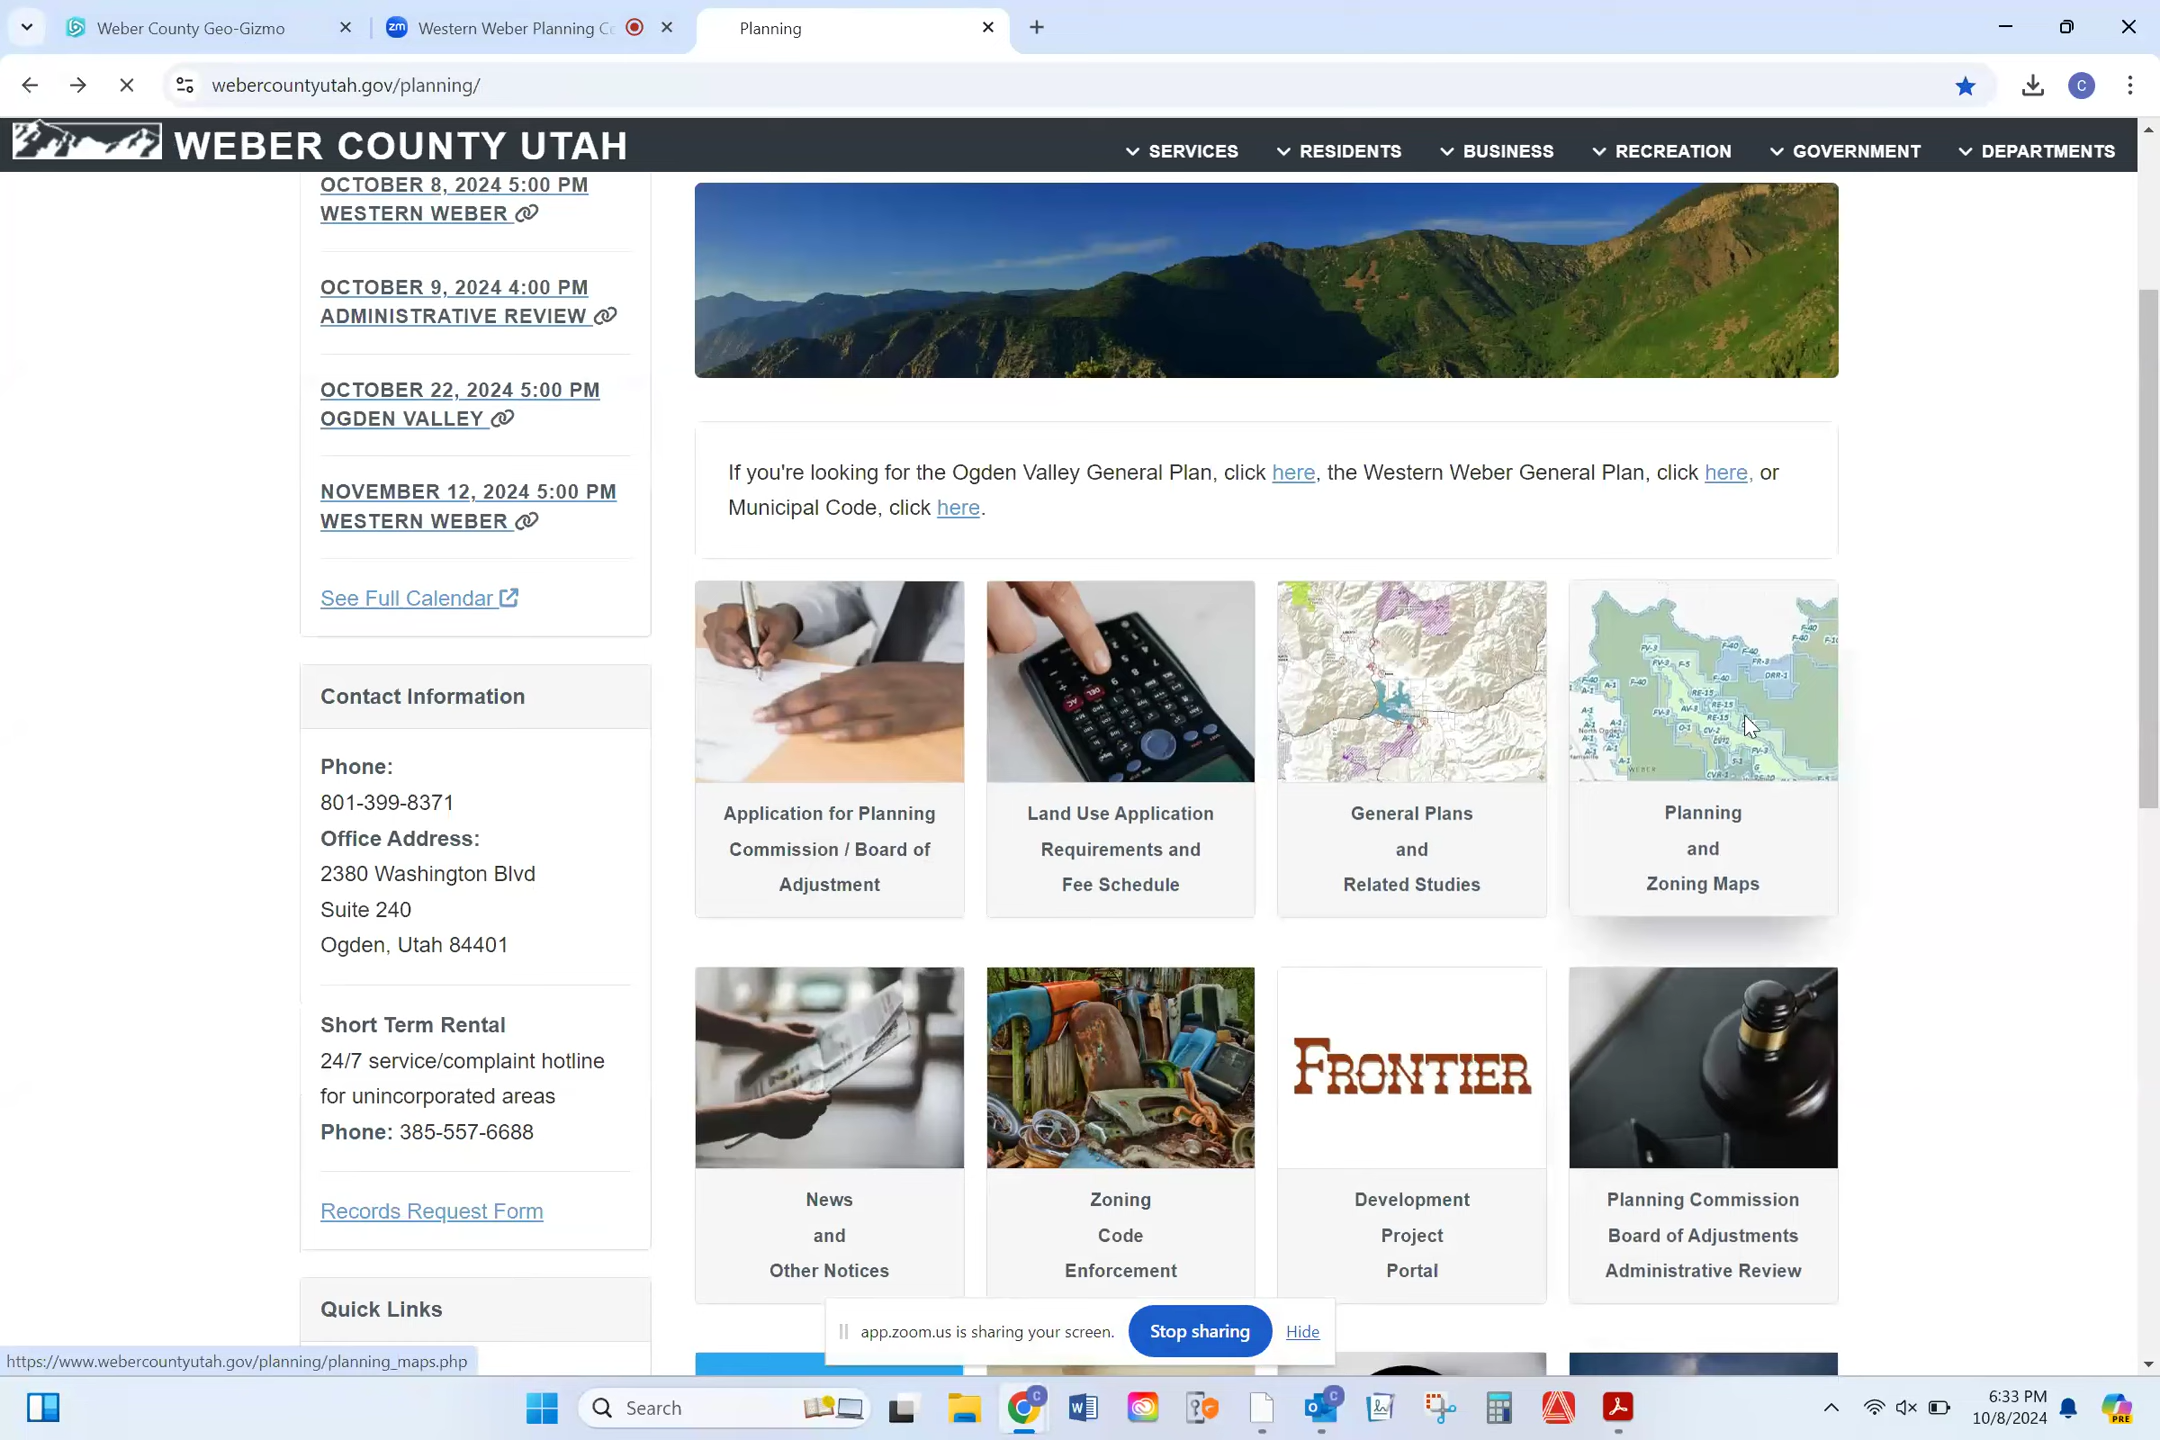 Weber County Geo-Gizmo
Western Weber Planning Co
Planning
webercountyutah.gov/planning/
WEBER COUNTY UTAH
SERVICES
RESIDENTS
BUSINESS
RECREATION
GOVERNMENT
DEPARTMENTS
OCTOBER 8, 2024 5:00 PM
WESTERN WEBER
OCTOBER 9, 2024 4:00 PM
ADMINISTRATIVE REVIEW
OCTOBER 22, 2024 5:00 PM
OGDEN VALLEY
NOVEMBER 12, 2024 5:00 PM
WESTERN WEBER
See Full Calendar
Contact Information
Phone:
801-399-8371
Office Address:
2380 Washington Blvd
Suite 240
Ogden, Utah 84401
Short Term Rental
24/7 service/complaint hotline
for unincorporated areas
Phone: 385-557-6688
Records Request Form
Quick Links
If you're looking for the Ogden Valley General Plan, click here, the Western Weber General Plan, click here, or
Municipal Code, click here.
Application for Planning
Commission / Board of
Adjustment
Land Use Application
Requirements and
Fee Schedule
General Plans
and
Related Studies
Planning
and
Zoning Maps
News
and
Other Notices
Zoning
Code
Enforcement
FRONTIER
Development
Project
Portal
Planning Commission
Board of Adjustments
Administrative Review
app.zoom.us is sharing your screen.
Stop sharing
Hide
https://www.webercountyutah.gov/planning/planning_maps.php
Search
6:33 PM
10/8/2024